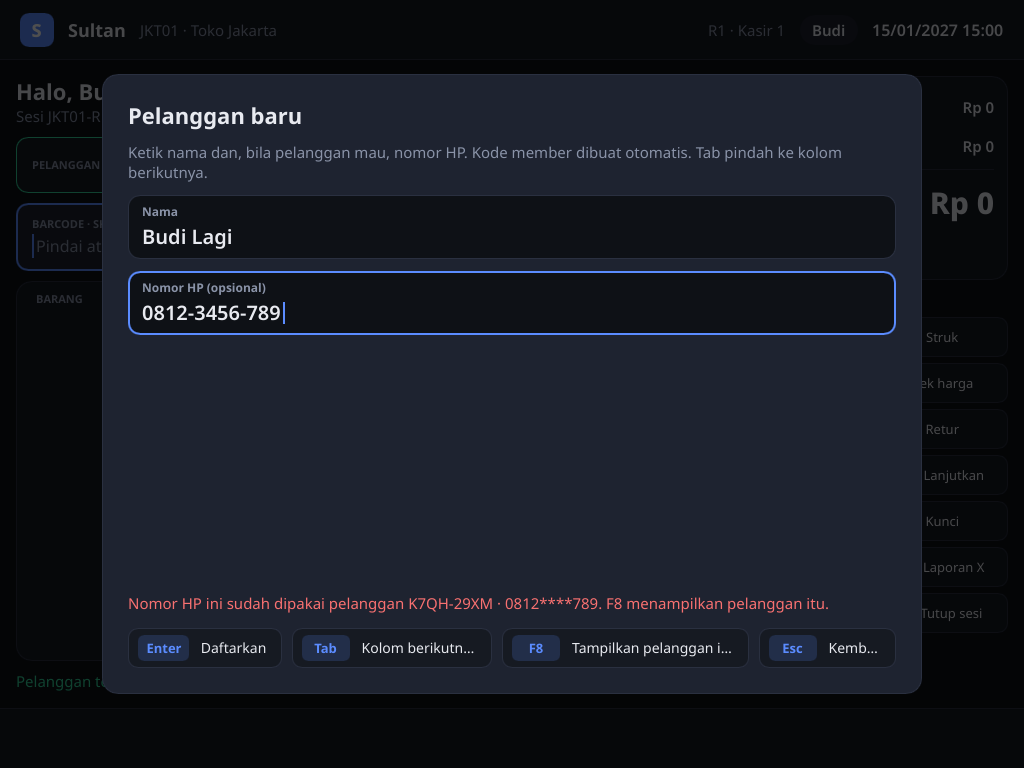 S Sultan JKT01 · Toko Jakarta R1 · Kasir 1 Budi 15/01/2027 15:00
Halo, Bu
Sesi JKT01-R
Rp 0
PELANGGAN
Rp 0
BARCODE · S
Pindai at
Rp 0
BARANG
Pelanggan baru
Ketik nama dan, bila pelanggan mau, nomor HP. Kode member dibuat otomatis. Tab pindah ke kolom
berikutnya.
Nama
Budi Lagi
Nomor HP (opsional)
0812-3456-789
Struk
ek harga
Retur
Lanjutkan
Kunci
Laporan X
Tutup sesi
Nomor HP ini sudah dipakai pelanggan K7QH-29XM · 0812****789. F8 menampilkan pelanggan itu.
Enter Daftarkan Tab Kolom berikutn... F8 Tampilkan pelanggan i... Esc Kemb...
Pelanggan t